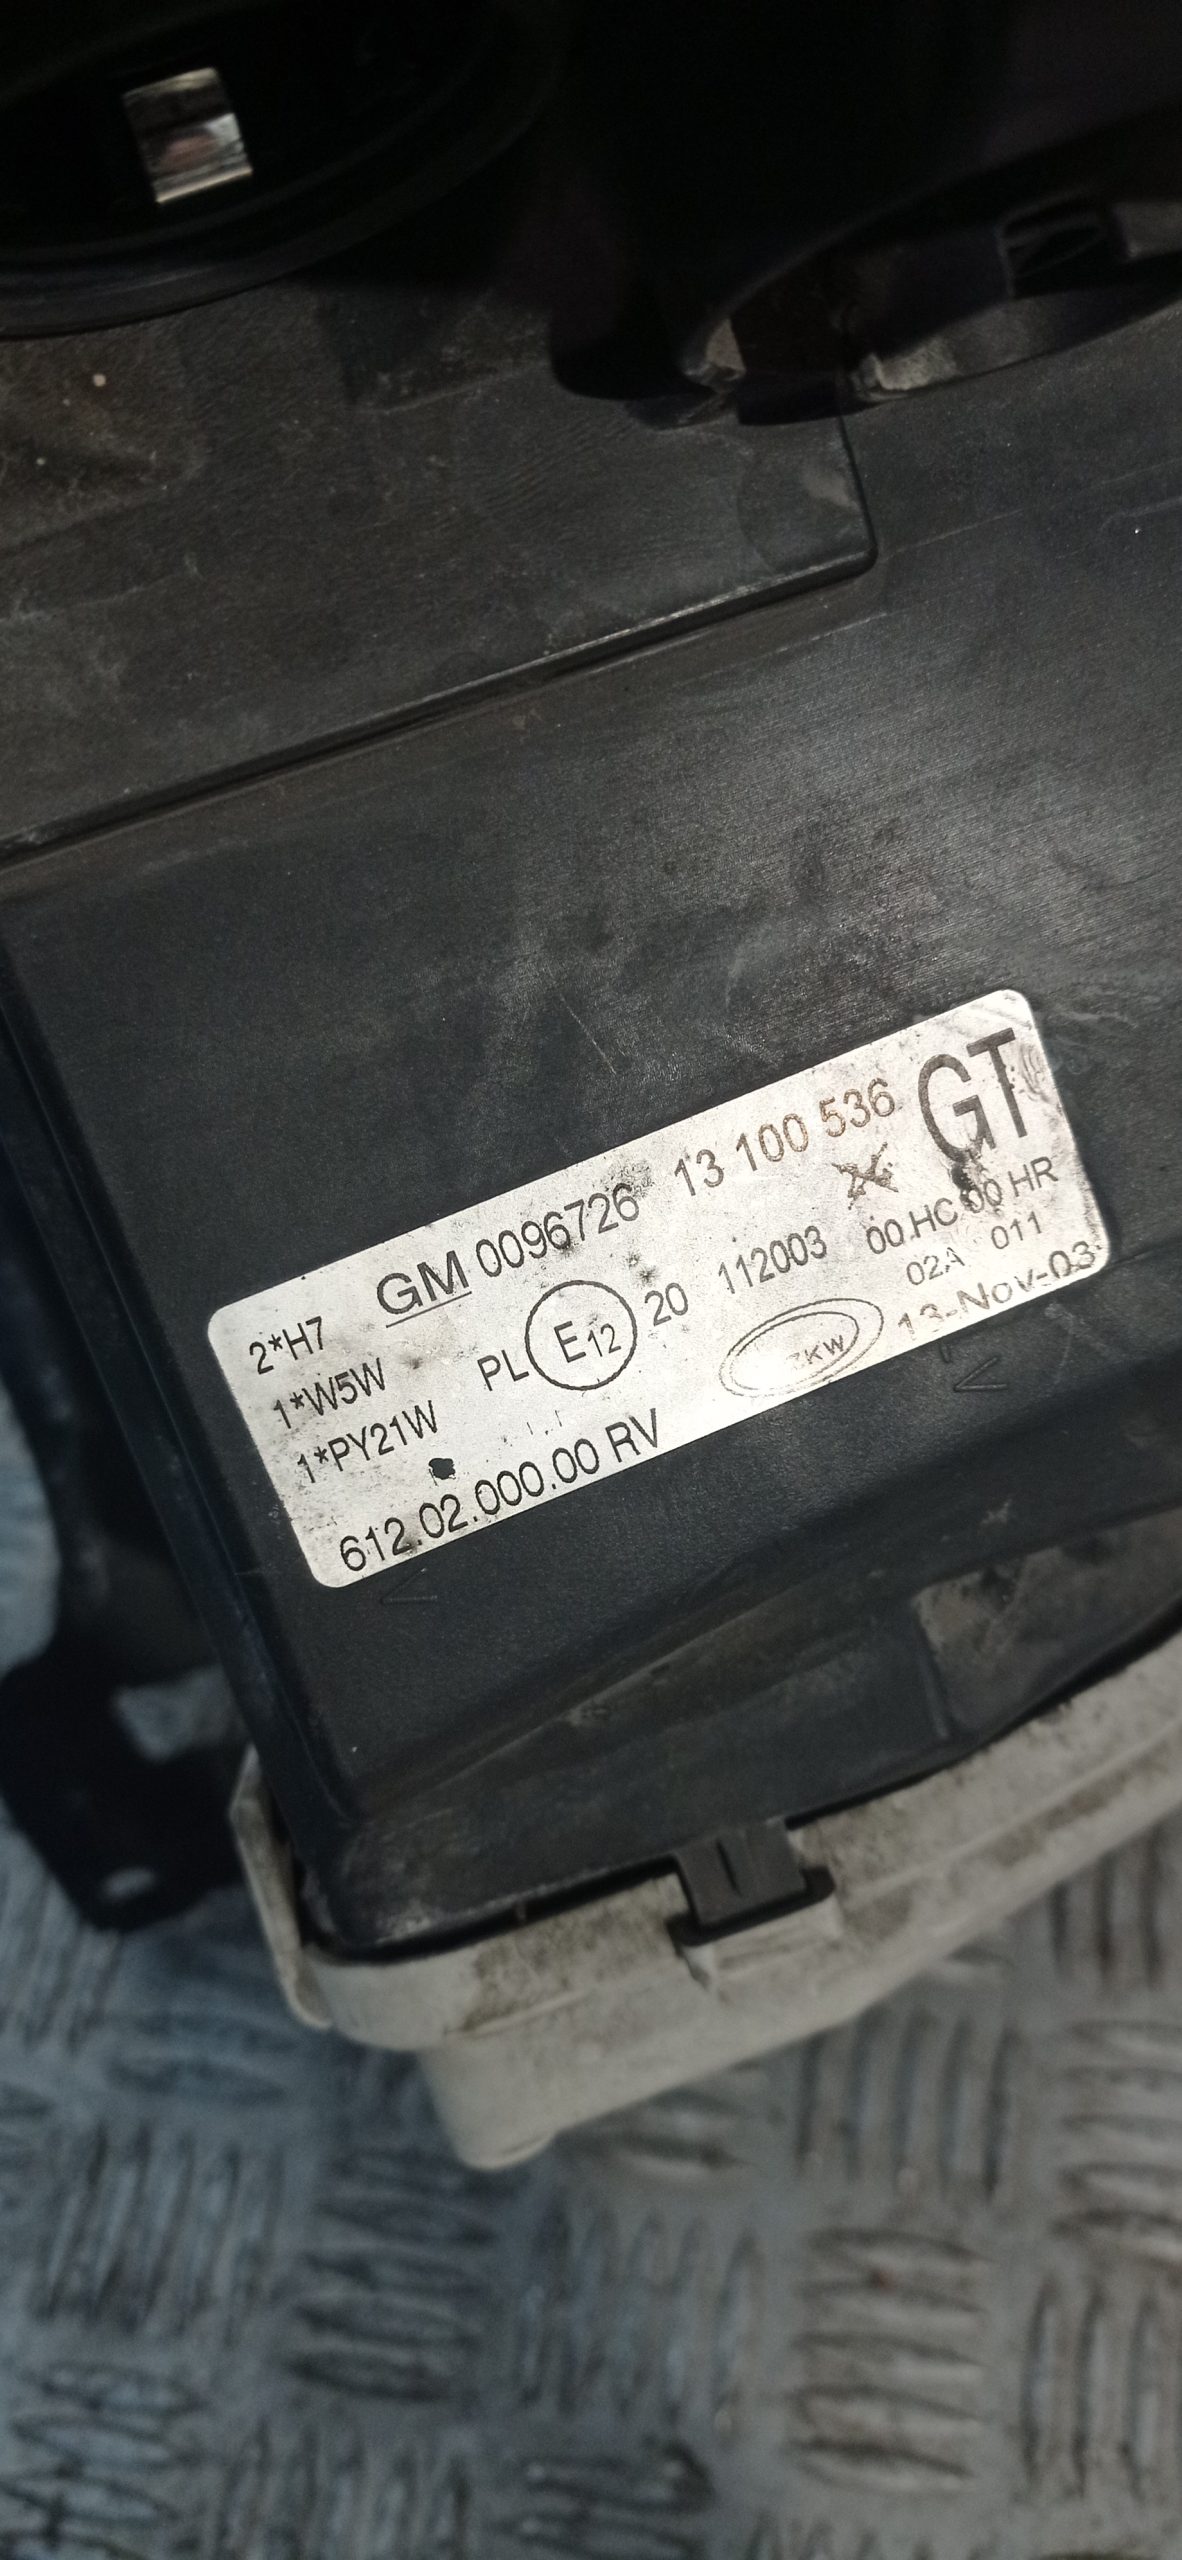 GM 0096726 13 100 536 GT
2*H7
1*W5W
1*PY21W
PL E12 20 112003 00 HC 00 HR
02A 011
ZKW 13-Nov-03
612.02.000.00 RV